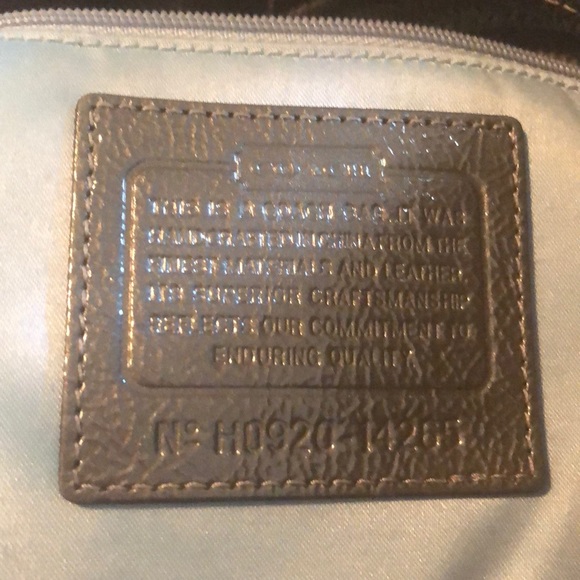 THIS IS A COACH BAG. IT WAS
HANDCRAFTED IN CHINA FROM THE
FINEST MATERIALS AND LEATHER.
ITS SUPERIOR CRAFTSMANSHIP
REFLECTS OUR COMMITMENT TO
ENDURING QUALITY.
Nº H0920-14265